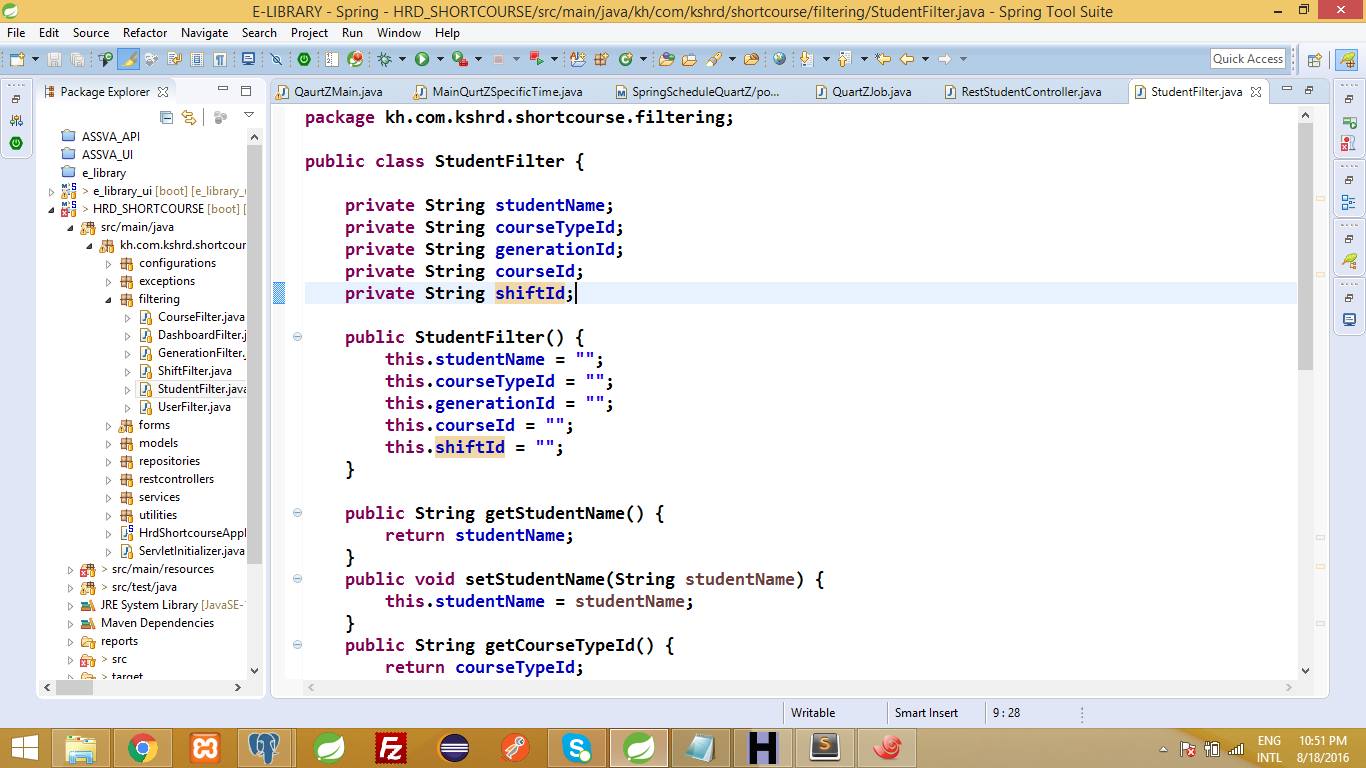 E-LIBRARY - Spring - HRD_SHORTCOURSE/src/main/java/kh/com/kshrd/shortcourse/filtering/StudentFilter.java - Spring Tool Suite
File Edit Source Refactor Navigate Search Project Run Window Help
Quick Access
Package Explorer
QaurtZMain.java MainQurtZSpecificTime.java SpringScheduleQuartZ/po... QuartZJob.java RestStudentController.java StudentFilter.java
ASSVA_API
ASSVA_UI
e_library
> e_library_ui [boot] [e_library_
> HRD_SHORTCOURSE [boot] [
src/main/java
kh.com.kshrd.shortcour
configurations
exceptions
filtering
CourseFilter.java
DashboardFilter.j
GenerationFilter.
ShiftFilter.java
StudentFilter.java
UserFilter.java
forms
models
repositories
restcontrollers
services
utilities
HrdShortcourseAppl
ServletInitializer.java
> src/main/resources
> src/test/java
JRE System Library [JavaSE-
Maven Dependencies
reports
> src
> target
package kh.com.kshrd.shortcourse.filtering;
public class StudentFilter {
private String studentName;
private String courseTypeId;
private String generationId;
private String courseId;
private String shiftId;
public StudentFilter() {
this.studentName = "";
this.courseTypeId = "";
this.generationId = "";
this.courseId = "";
this.shiftId = "";
}
public String getStudentName() {
return studentName;
}
public void setStudentName(String studentName) {
this.studentName = studentName;
}
public String getCourseTypeId() {
return courseTypeId;
Writable Smart Insert 9 : 28
ENG 10:51 PM
INTL 8/18/2016